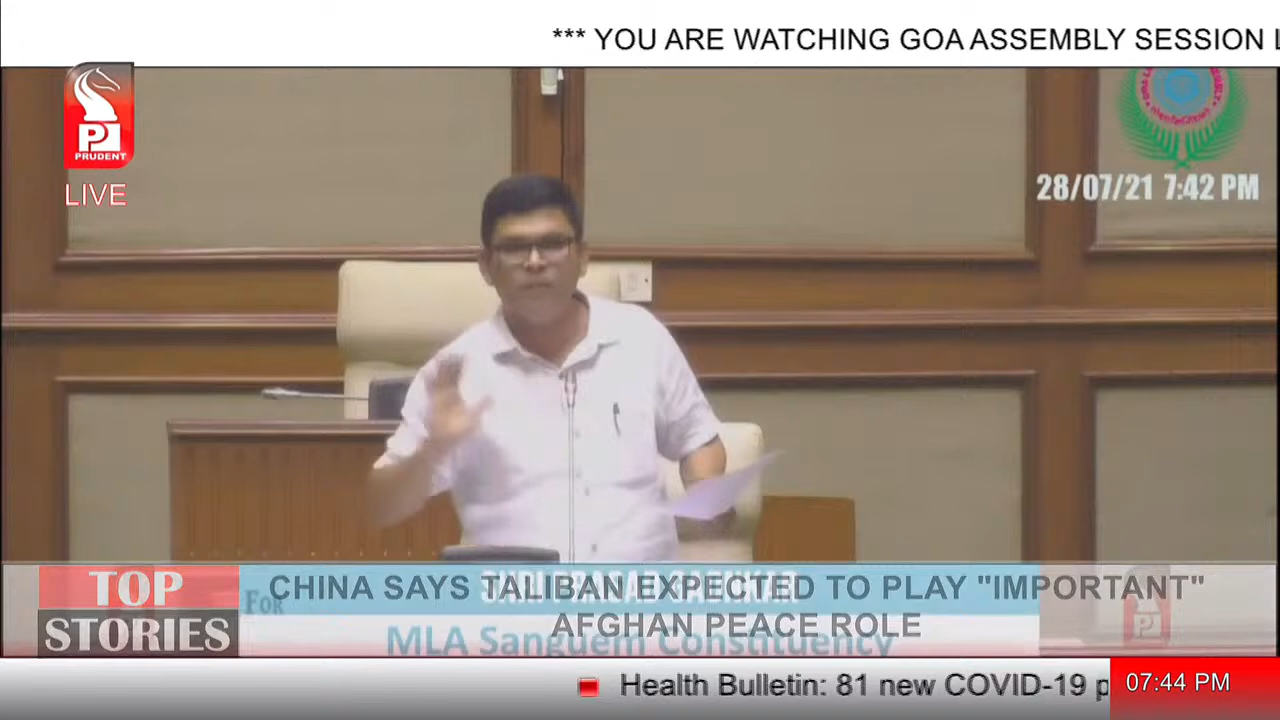 *** YOU ARE WATCHING GOA ASSEMBLY SESSION L
PRUDENT
LIVE
28/07/21 7:42 PM
TOP
STORIES
CHINA SAYS TALIBAN EXPECTED TO PLAY "IMPORTANT"
AFGHAN PEACE ROLE
FOR
MLA Sanguem Constituency
Health Bulletin: 81 new COVID-19 p
07:44 PM